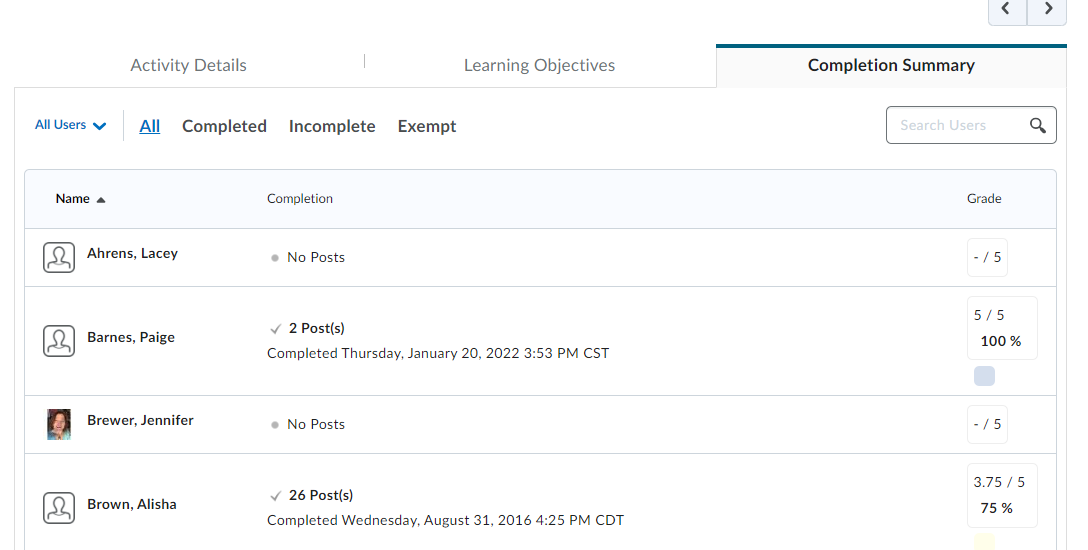 Activity Details
Learning Objectives
Completion Summary
All Users
All
Completed
Incomplete
Exempt
Search Users
Name
Completion
Grade
Ahrens, Lacey
No Posts
- / 5
Barnes, Paige
2 Post(s)
Completed Thursday, January 20, 2022 3:53 PM CST
5 / 5
100 %
Brewer, Jennifer
No Posts
- / 5
Brown, Alisha
26 Post(s)
Completed Wednesday, August 31, 2016 4:25 PM CDT
3.75 / 5
75 %